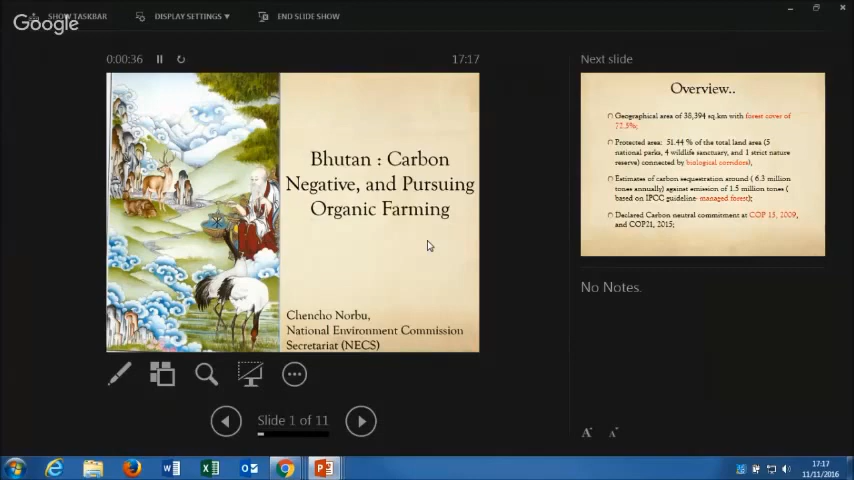 Google
SHOW TASKBAR
DISPLAY SETTINGS ▼
END SLIDE SHOW
0:00:36
17:17
Bhutan : Carbon
Negative, and Pursuing
Organic Farming
Chencho Norbu,
National Environment Commission
Secretariat (NECS)
Slide 1 of 11
Next slide
Overview..
Geographical area of 38,394 sq.km with forest cover of
72.5%;
Protected area: 51.44 % of the total land area (5
national parks, 4 wildlife sanctuary, and 1 strict nature
reserve) connected by biological corridors),
Estimates of carbon sequestration around ( 6.3 million
tones annually) against emission of 1.5 million tones (
based on IPCC guideline- managed forest);
Declared Carbon neutral commitment at COP 15, 2009,
and COP21, 2015;
No Notes.
A A
17:17
11/11/2016